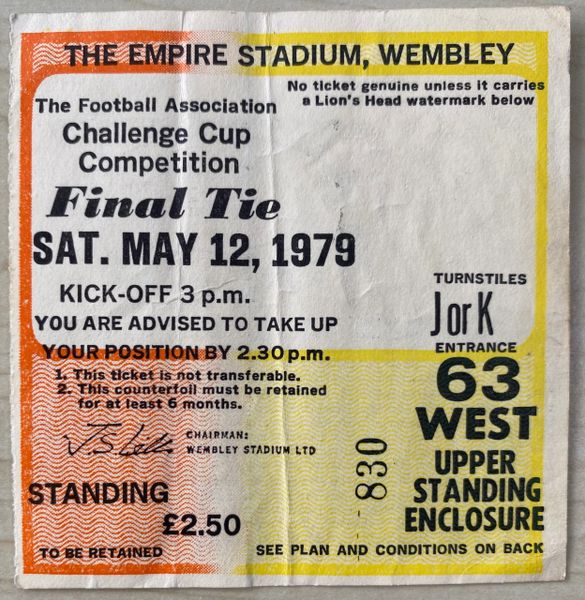 THE EMPIRE STADIUM, WEMBLEY
No ticket genuine unless it carries
a Lion's Head watermark below
The Football Association
Challenge Cup
Competition
Final Tie
SAT. MAY 12, 1979
KICK-OFF 3 p.m.
YOU ARE ADVISED TO TAKE UP
YOUR POSITION BY 2.30 p.m.
1. This ticket is not transferable.
2. This counterfoil must be retained
for at least 6 months.
CHAIRMAN:
WEMBLEY STADIUM LTD
STANDING
£2.50
TO BE RETAINED
TURNSTILES
J or K
ENTRANCE
63
WEST
UPPER
STANDING
ENCLOSURE
830
SEE PLAN AND CONDITIONS ON BACK